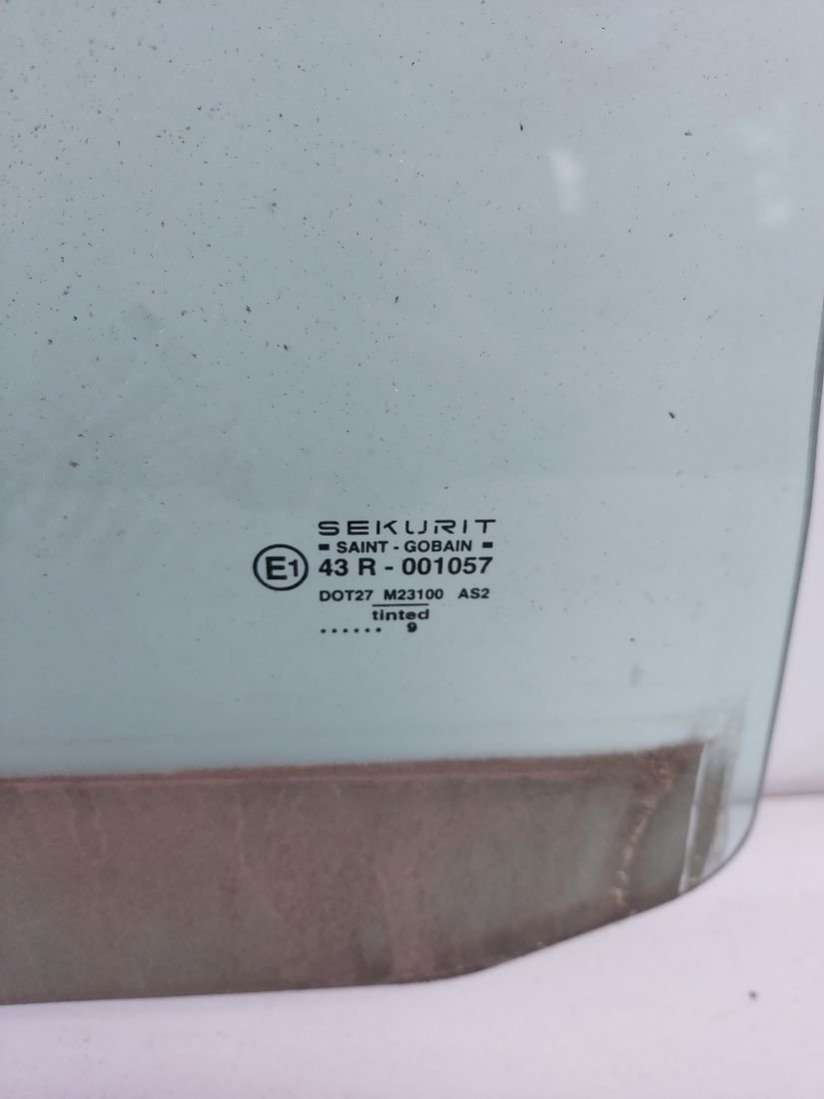 SEKURIT
SAINT - GOBAIN
E1 43 R - 001057
DOT27 M23100 AS2
tinted
...... 9